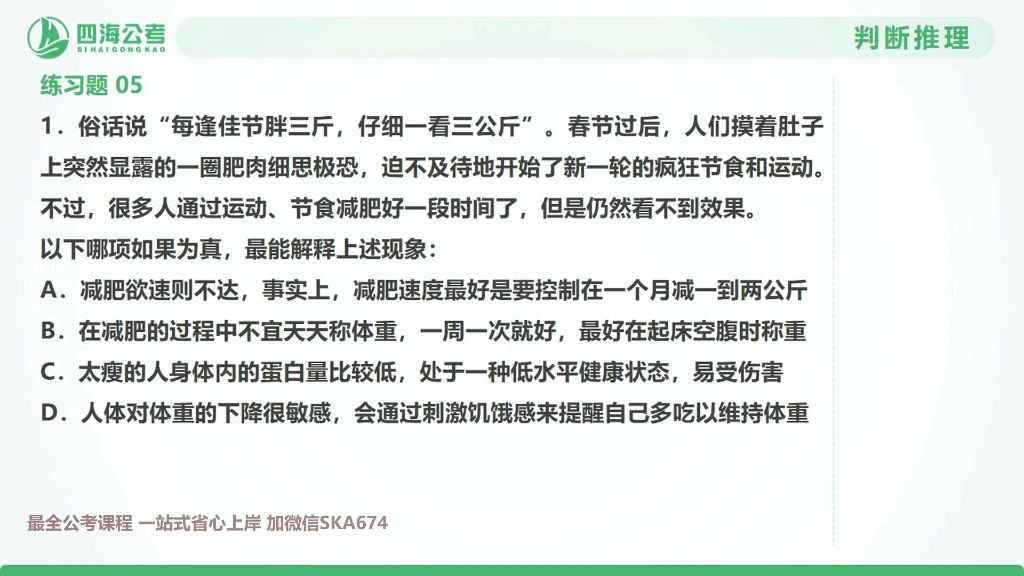 四海公考
SIHAIGONGKAO
判断推理
练习题 05
1．俗话说“每逢佳节胖三斤，仔细一看三公斤”。春节过后，人们摸着肚子
上突然显露的一圈肥肉细思极恐，迫不及待地开始了新一轮的疯狂节食和运动。
不过，很多人通过运动、节食减肥好一段时间了，但是仍然看不到效果。
以下哪项如果为真，最能解释上述现象：
A．减肥欲速则不达，事实上，减肥速度最好是要控制在一个月减一到两公斤
B．在减肥的过程中不宜天天称体重，一周一次就好，最好在起床空腹时称重
C．太瘦的人身体内的蛋白量比较低，处于一种低水平健康状态，易受伤害
D．人体对体重的下降很敏感，会通过刺激饥饿感来提醒自己多吃以维持体重
最全公考课程 一站式省心上岸 加微信SKA674